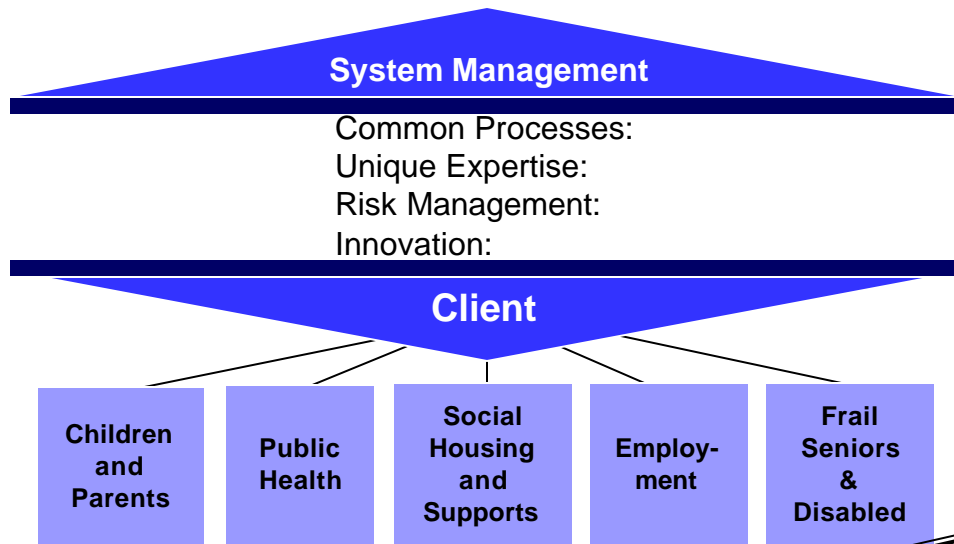 System Management
Common Processes:
Unique Expertise:
Risk Management:
Innovation:
Client
Children
and
Parents
Public
Health
Social
Housing
and
Supports
Employ-
ment
Frail
Seniors
&
Disabled